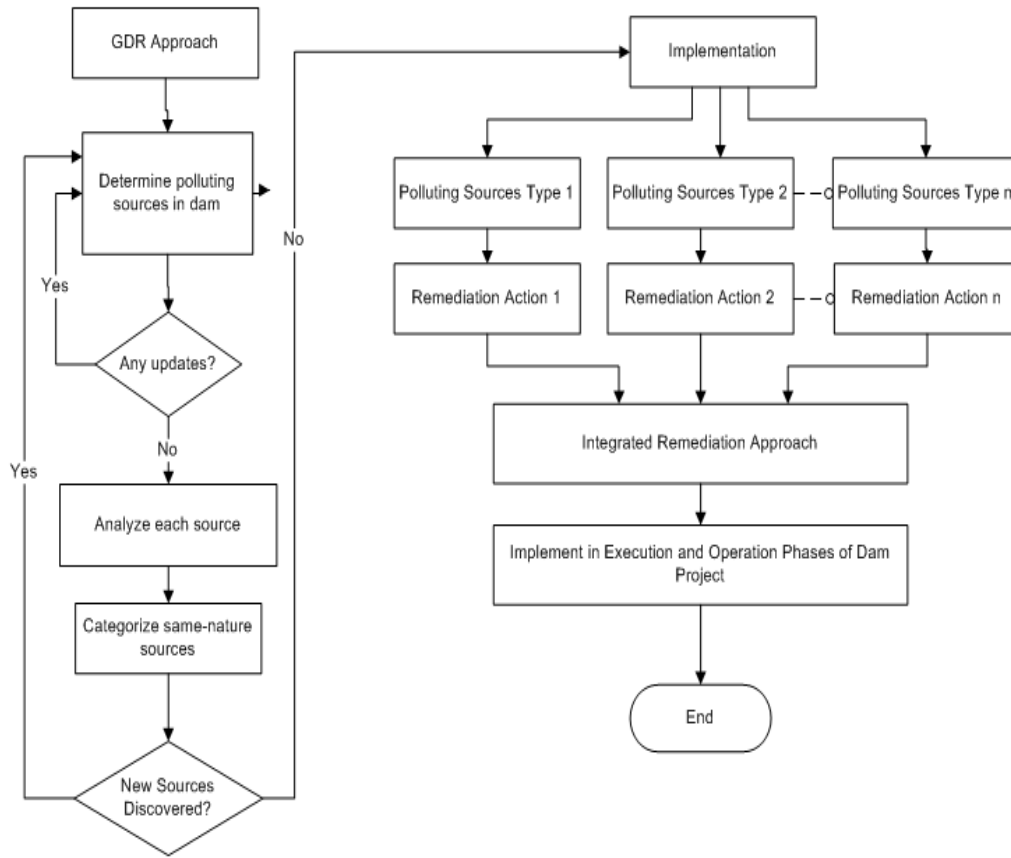 GDR Approach
Determine polluting
sources in dam
Yes
Any updates?
No
Yes
Analyze each source
Categorize same-nature
sources
New Sources
Discovered?
No
Implementation
Polluting Sources Type 1
Polluting Sources Type 2
Polluting Sources Type n
Remediation Action 1
Remediation Action 2
Remediation Action n
Integrated Remediation Approach
Implement in Execution and Operation Phases of Dam
Project
End